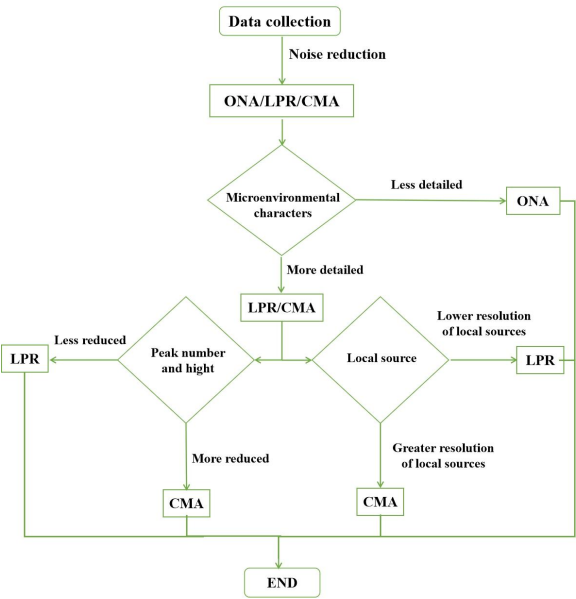 Data collection
Noise reduction
ONA/LPR/CMA
Microenvironmental
characters
Less detailed
ONA
More detailed
LPR/CMA
Less reduced
LPR
Peak number
and hight
Local source
Lower resolution
of local sources
LPR
More reduced
CMA
Greater resolution
of local sources
CMA
END